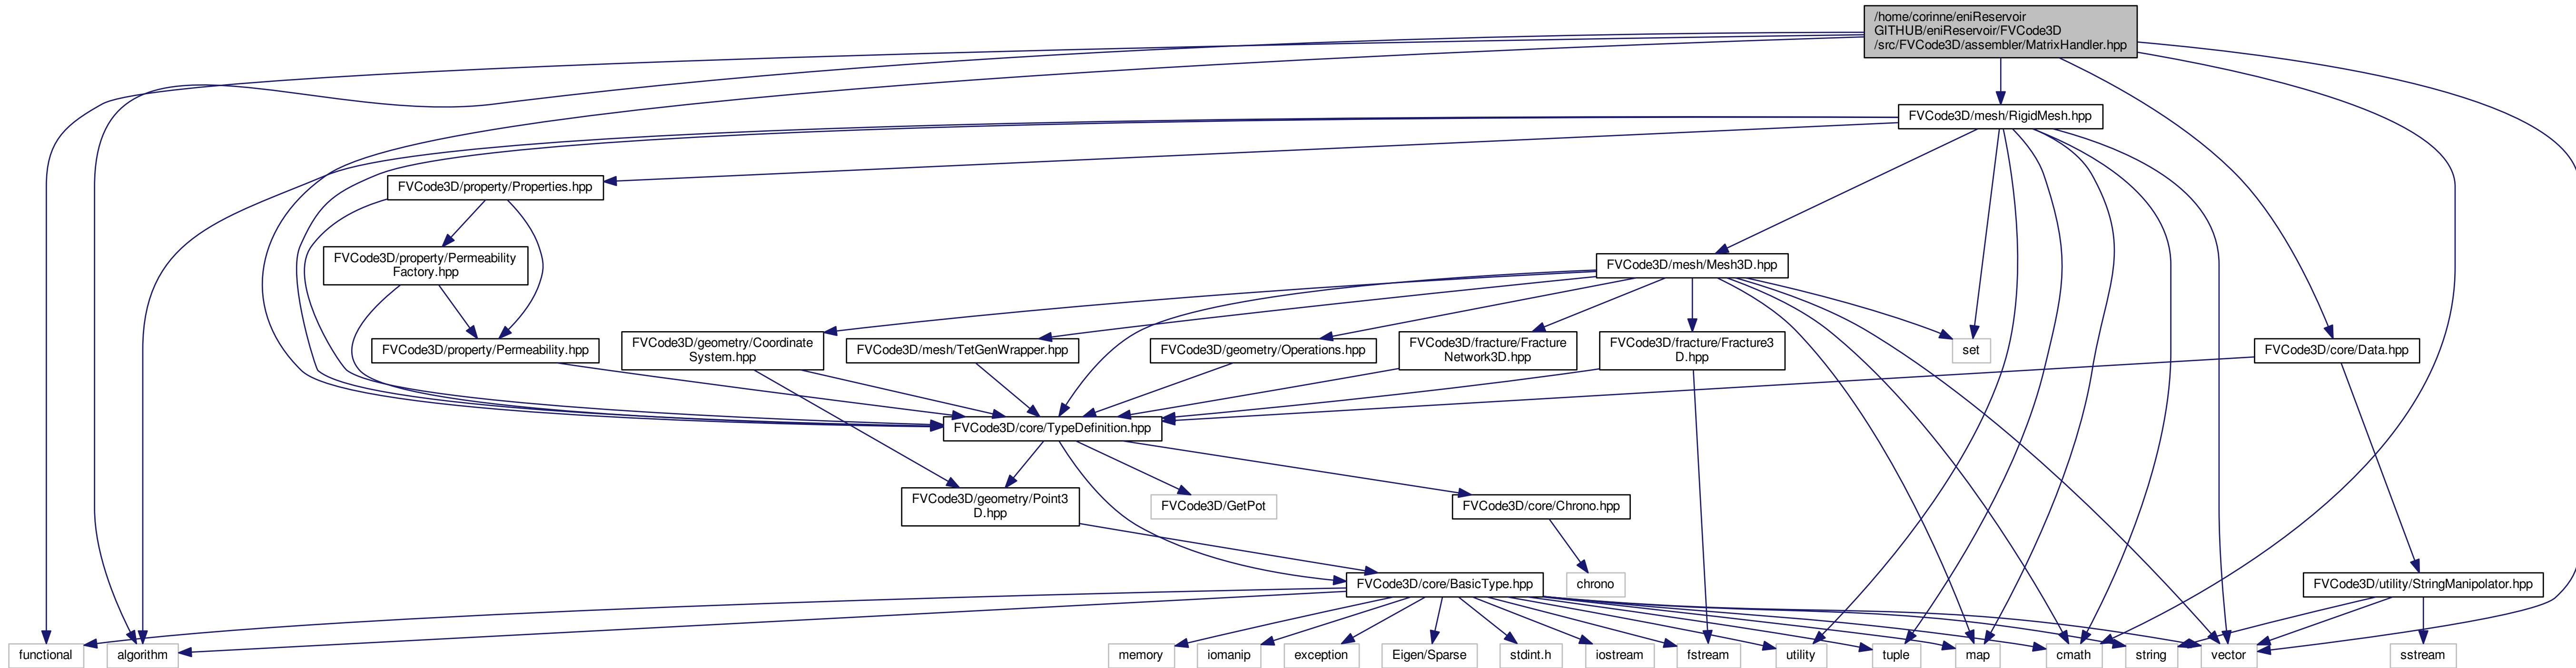 /home/corinne/eniReservoir
GITHUB/eniReservoir/FVCode3D
/src/FVCode3D/assembler/MatrixHandler.hpp
FVCode3D/mesh/RigidMesh.hpp
FVCode3D/property/Properties.hpp
FVCode3D/property/Permeability
Factory.hpp
FVCode3D/mesh/Mesh3D.hpp
FVCode3D/property/Permeability.hpp
FVCode3D/geometry/Coordinate
System.hpp
FVCode3D/mesh/TetGenWrapper.hpp
FVCode3D/geometry/Operations.hpp
FVCode3D/fracture/Fracture
Network3D.hpp
FVCode3D/fracture/Fracture3
D.hpp
set
FVCode3D/core/Data.hpp
FVCode3D/core/TypeDefinition.hpp
FVCode3D/geometry/Point3
D.hpp
FVCode3D/GetPot
FVCode3D/core/Chrono.hpp
FVCode3D/core/BasicType.hpp
chrono
FVCode3D/utility/StringManipolator.hpp
functional
algorithm
memory
iomanip
exception
Eigen/Sparse
stdint.h
iostream
fstream
utility
tuple
map
cmath
string
vector
sstream